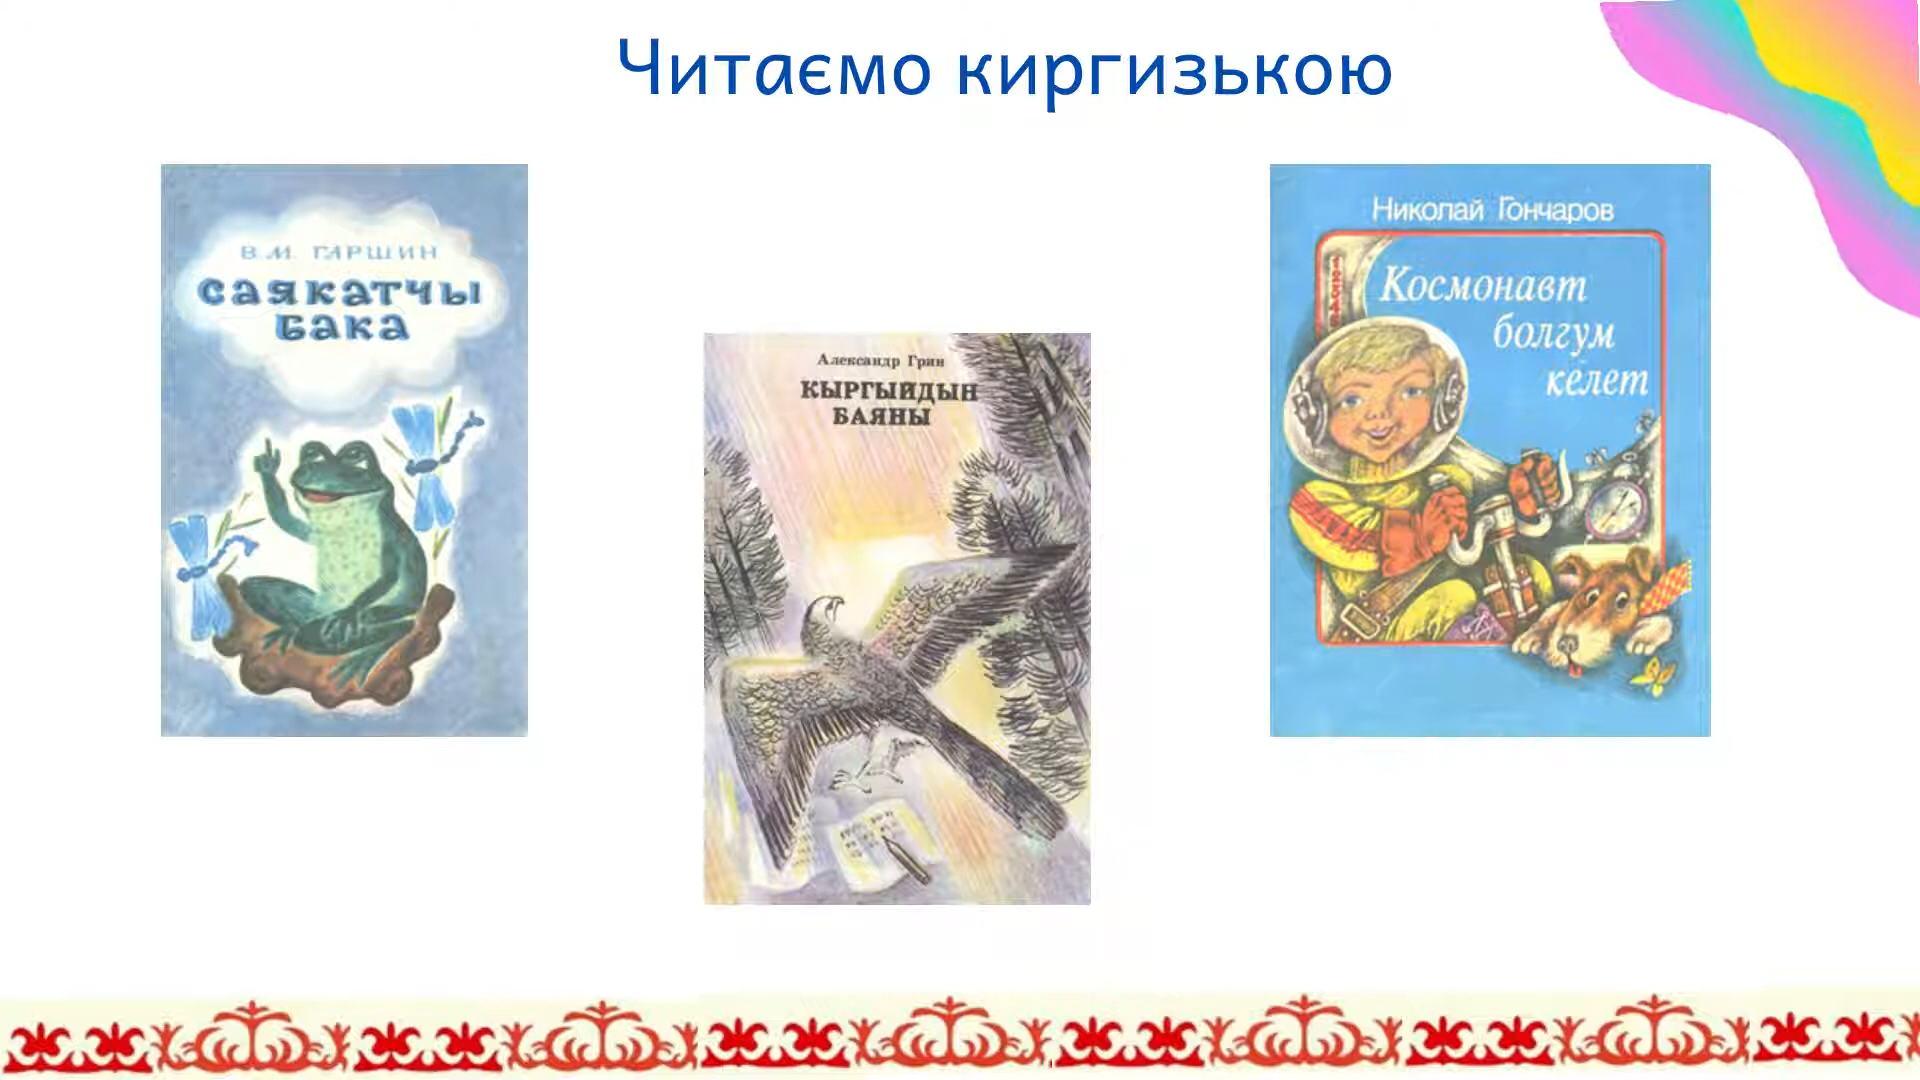 Читаємо киргизькою
В. М. ГАРШИН
саякатчы
бака
Александр Грин
КЫРГЫЙДЫН
БАЯНЫ
Николай Гончаров
Космонавт
болгум
келет